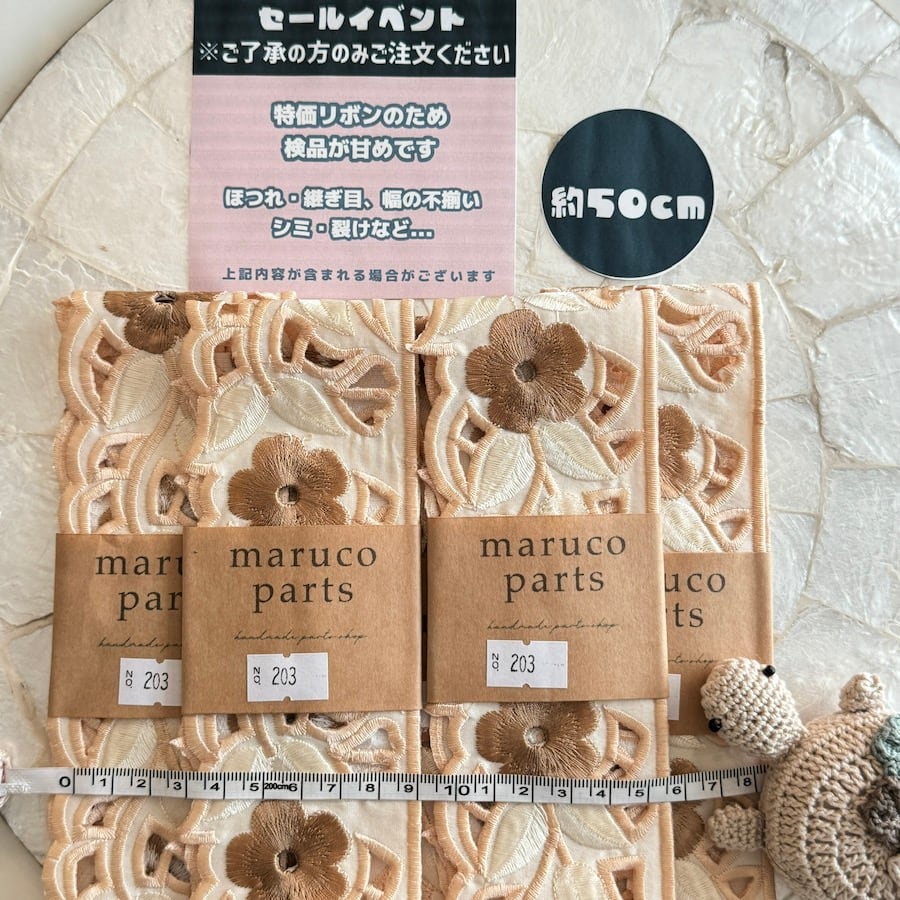 セールイベント
※ご了承の方のみご注文ください
特価リボンのため
検品が甘めです
ほつれ・継ぎ目、幅の不揃い
シミ・裂けなど...
上記内容が含まれる場合がございます
約50cm
maruco
par
handmade parts
NO. 203
maruco
parts
handmade parts shop
NO. 203
maruco
parts
handmade parts shop
NO. 203
ruco
rts
shop
0 1 2 3 4 5 200cm 6 7 8 9 10 1 2 3 4 5 6 7 8